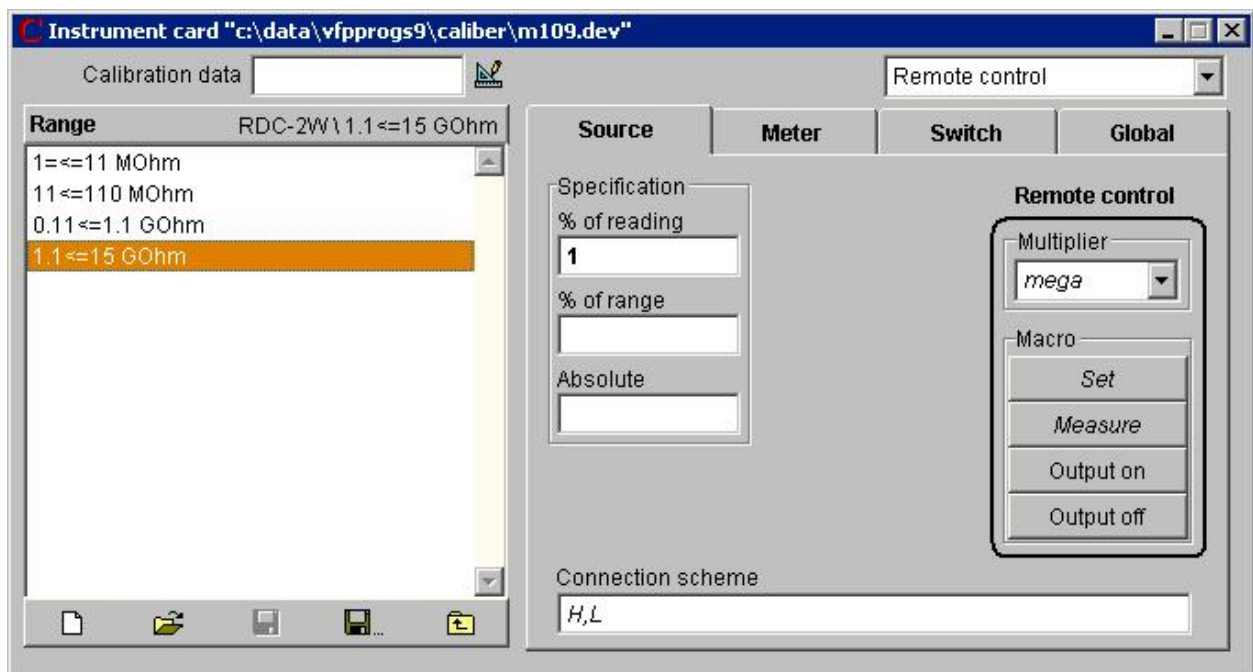 Instrument card "c:\data\vfpprogs9\caliber\m109.dev"
Calibration data
Remote control
Range RDC-2W\1.1<=15 GOhm
1=<=11 MOhm
11<=110 MOhm
0.11<=1.1 GOhm
1.1<=15 GOhm
Source Meter Switch Global
Specification
% of reading
1
% of range
Absolute
Remote control
Multiplier
mega
Macro
Set
Measure
Output on
Output off
Connection scheme
H,L